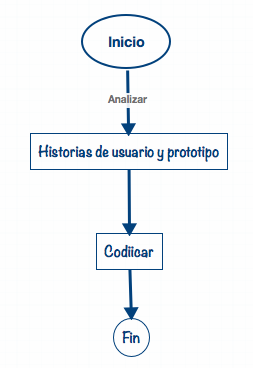 Inicio
Analizar
Historias de usuario y prototipo
Codiicar
Fin